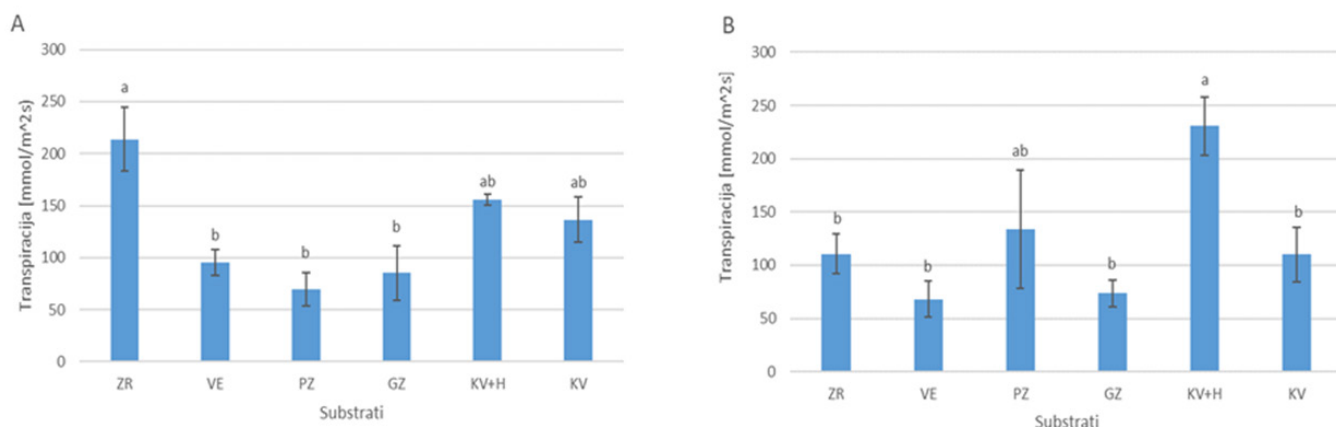 A
Transpiracija [mmol/m^2s)
300
250
200
150
100
50
0
a
b
b
b
ab
ab
ZR VE PZ GZ KV+H KV
Substrati
B
Transpiracija [mmol/m^2s]
300
250
200
150
100
50
0
b
b
ab
b
a
b
ZR VE PZ GZ KV+H KV
Substrati